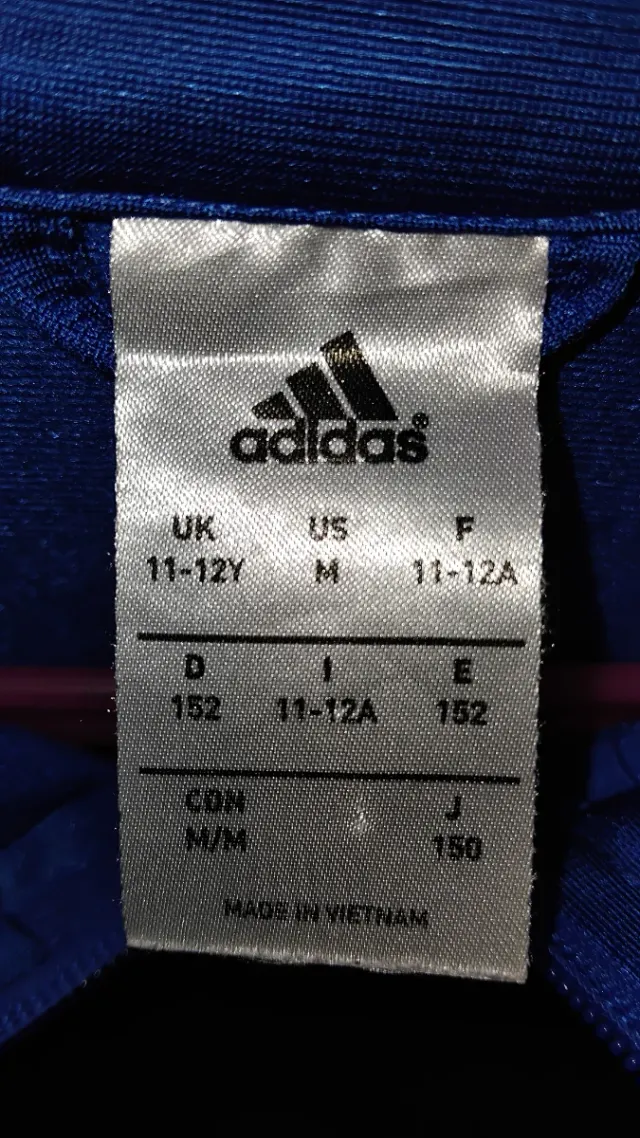 adidas®
UK US F
11-12Y M 11-12A
D I E
152 11-12A 152
CDN J
M/M 150
MADE IN VIETNAM